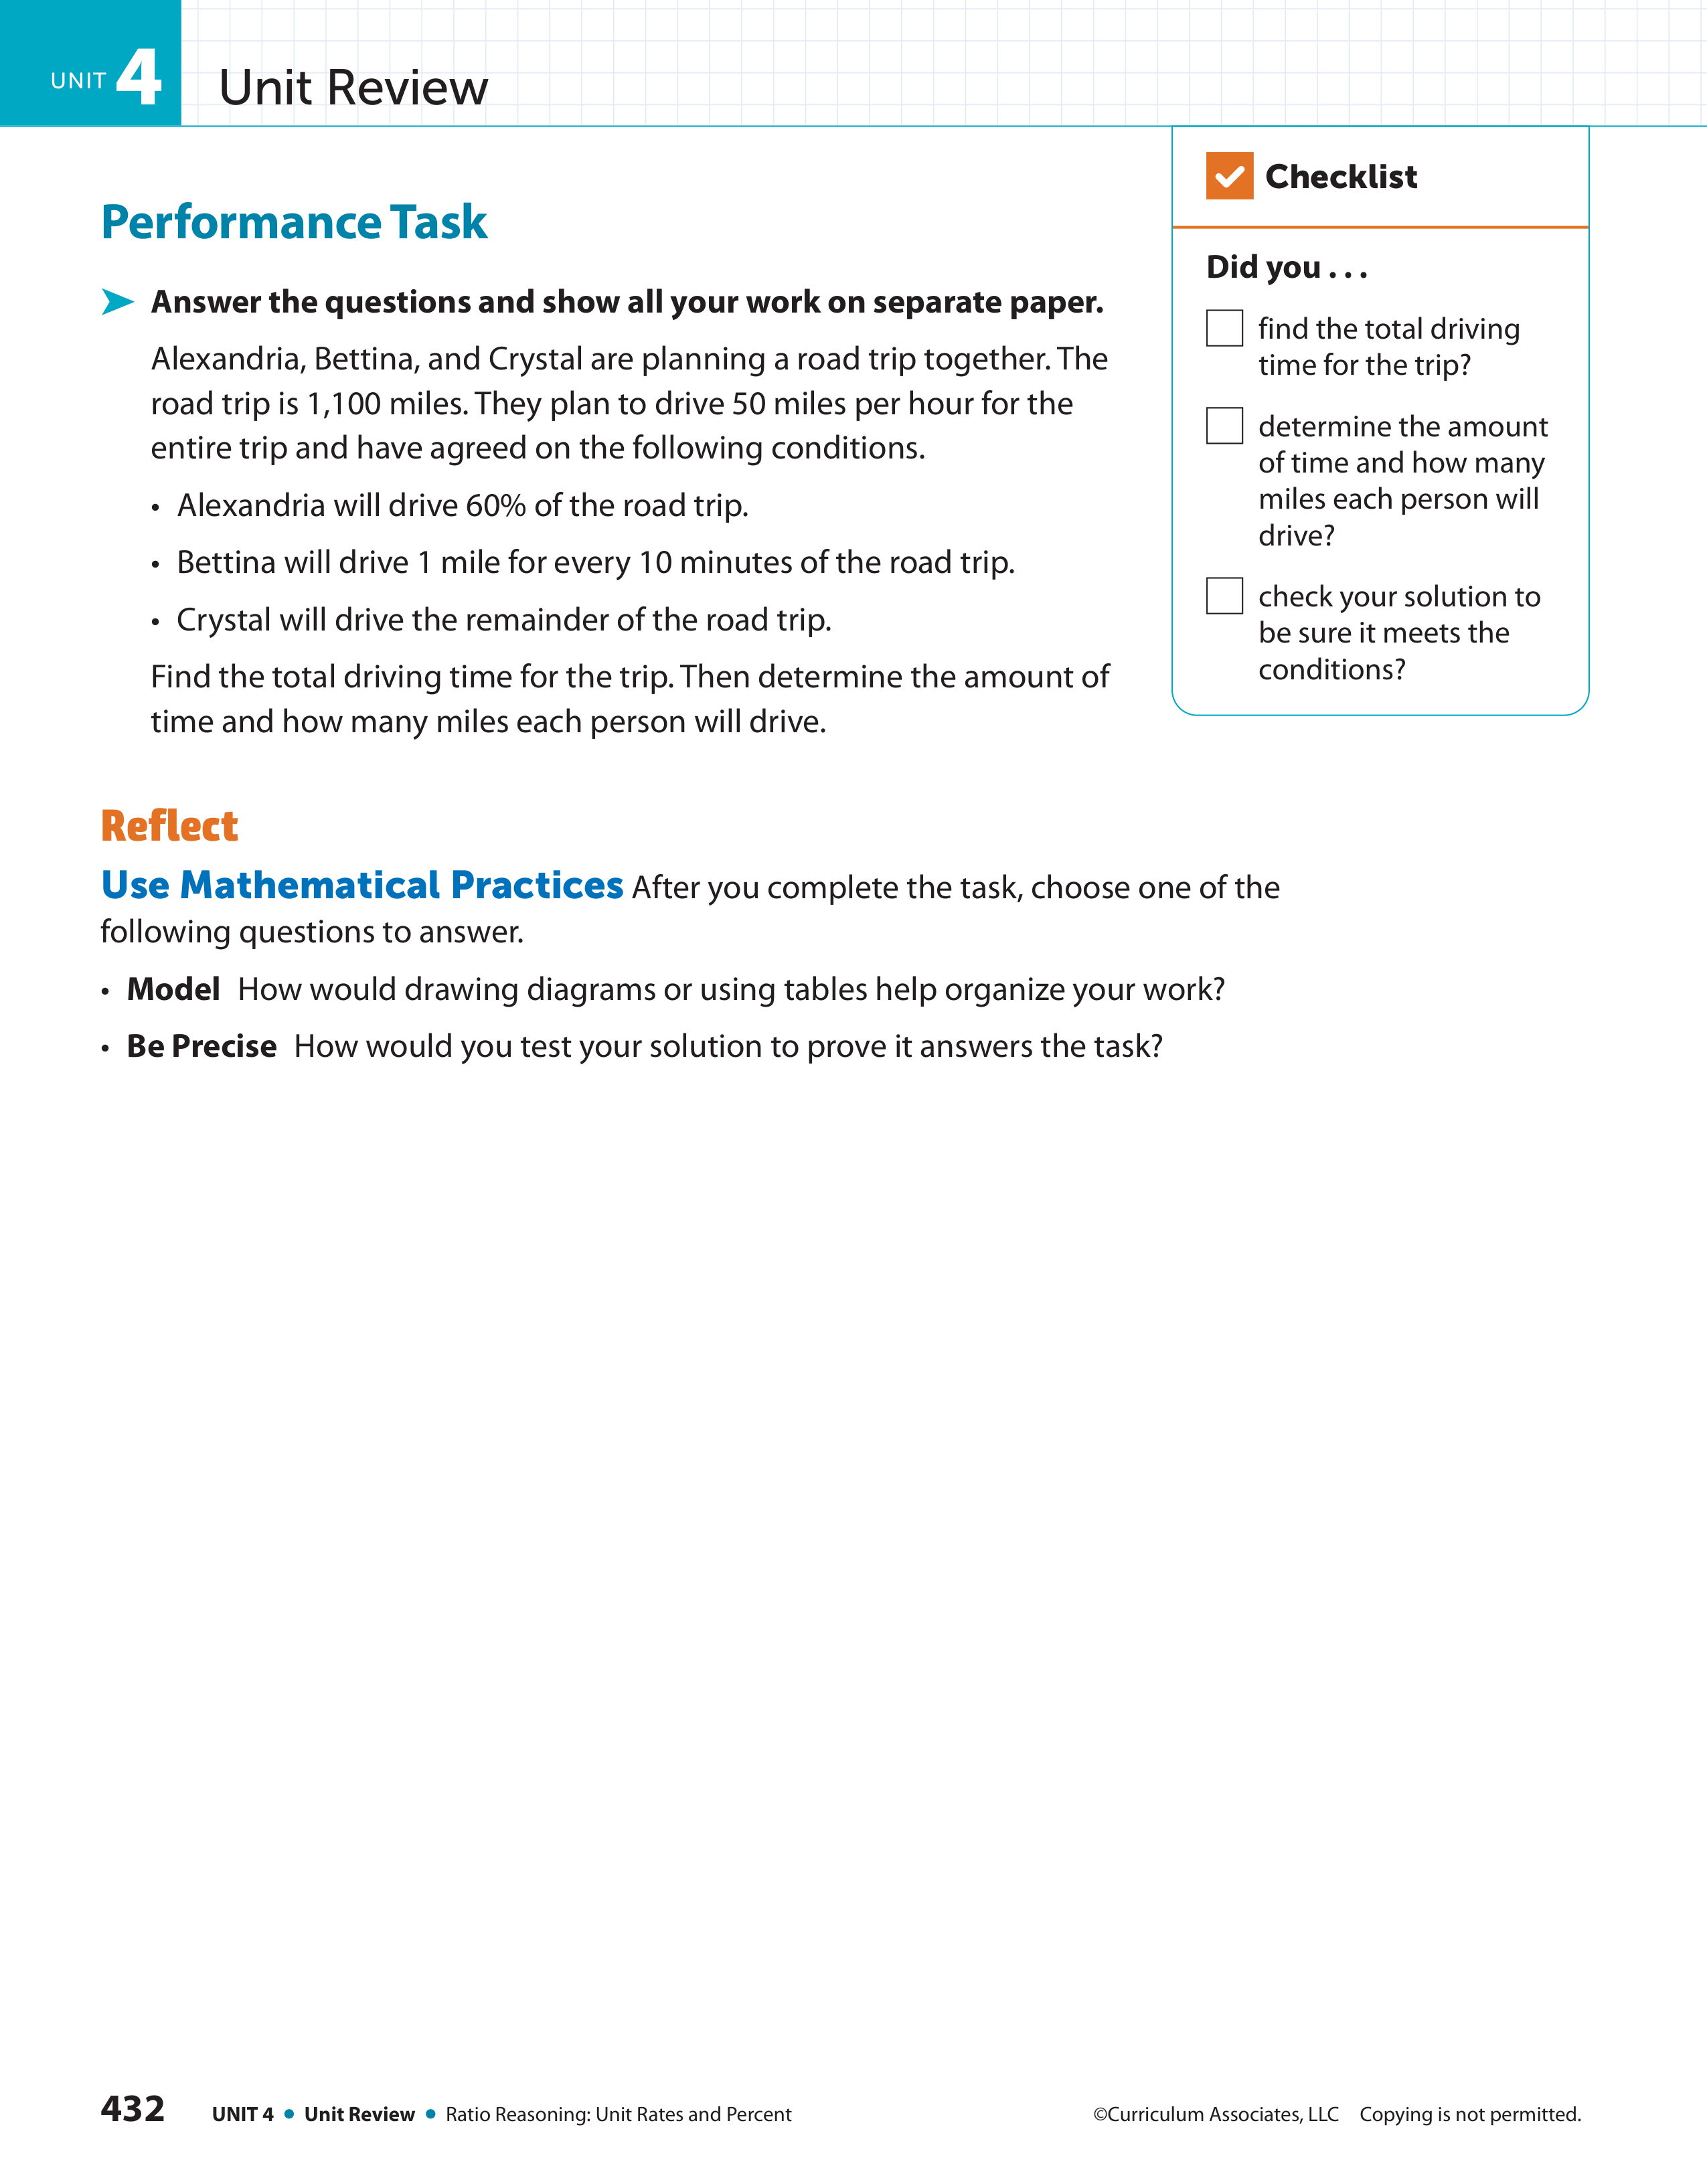 UNIT 4 Unit Review
Performance Task
Answer the questions and show all your work on separate paper.
Alexandria, Bettina, and Crystal are planning a road trip together. The
road trip is 1,100 miles. They plan to drive 50 miles per hour for the
entire trip and have agreed on the following conditions.
• Alexandria will drive 60% of the road trip.
• Bettina will drive 1 mile for every 10 minutes of the road trip.
• Crystal will drive the remainder of the road trip.
Find the total driving time for the trip. Then determine the amount of
time and how many miles each person will drive.
Checklist
Did you . . .
find the total driving
time for the trip?
determine the amount
of time and how many
miles each person will
drive?
check your solution to
be sure it meets the
conditions?
Reflect
Use Mathematical Practices After you complete the task, choose one of the
following questions to answer.
• Model How would drawing diagrams or using tables help organize your work?
• Be Precise How would you test your solution to prove it answers the task?
432 UNIT 4 • Unit Review • Ratio Reasoning: Unit Rates and Percent ©Curriculum Associates, LLC Copying is not permitted.